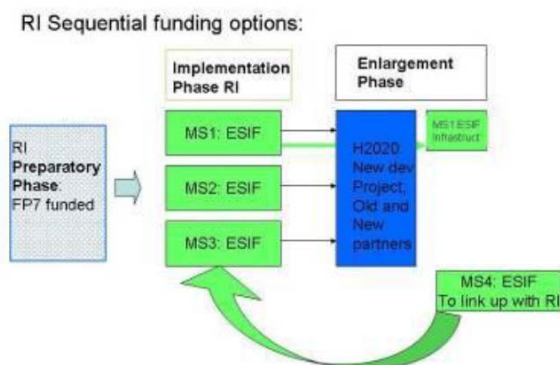 RI Sequential funding options:
Implementation
Phase RI
Enlargement
Phase
RI
Preparatory
Phase:
FP7 funded
MS1: ESIF
MS2: ESIF
MS3: ESIF
H2020:
New dev
Project,
Old and
New
partners
MS1 ESIF
Infrastruct
MS4: ESIF
To link up with RI